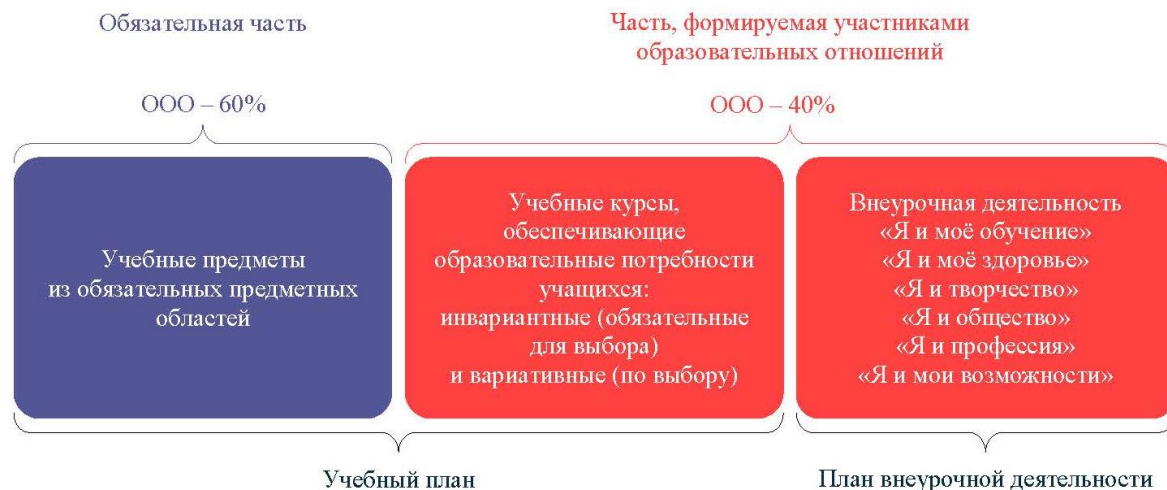 Обязательная часть
Часть, формируемая участниками
образовательных отношений
ООО – 60%
ООО – 40%
Учебные предметы
из обязательных предметных
областей
Учебные курсы,
обеспечивающие
образовательные потребности
учащихся:
инвариантные (обязательные
для выбора)
и вариативные (по выбору)
Внеурочная деятельность
«Я и моё обучение»
«Я и моё здоровье»
«Я и творчество»
«Я и общество»
«Я и профессия»
«Я и мои возможности»
Учебный план
План внеурочной деятельности